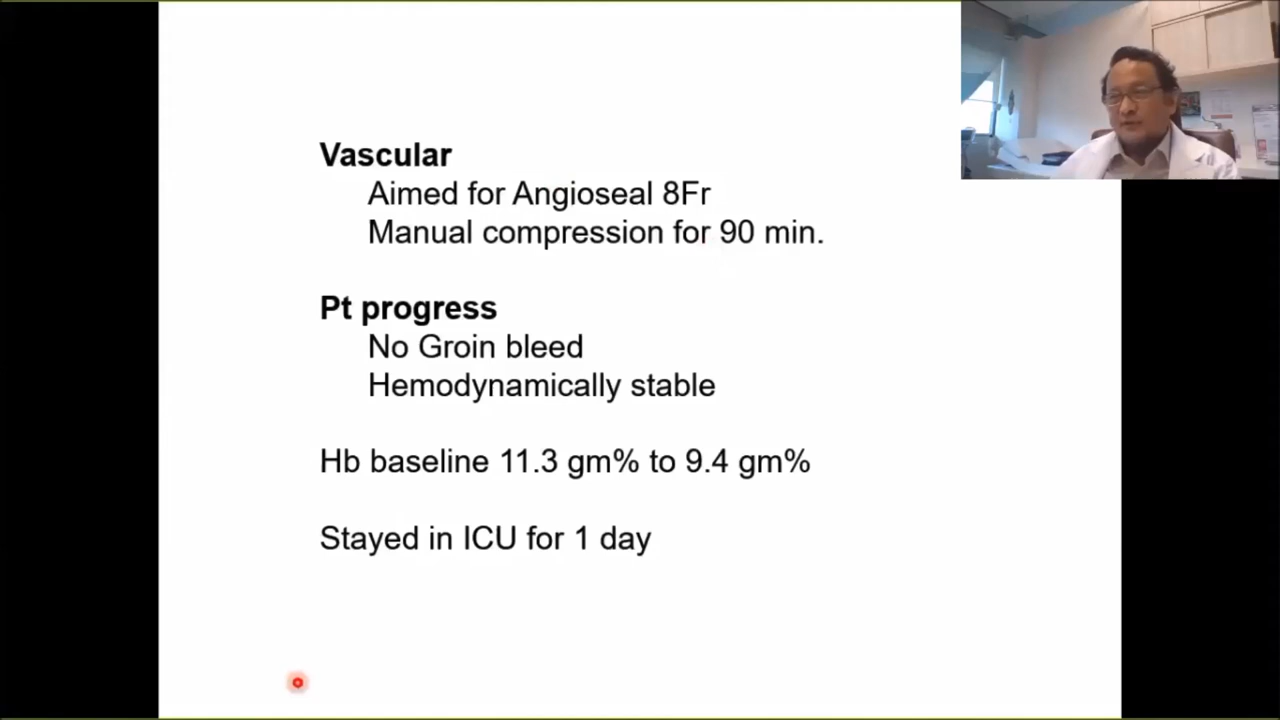 Vascular
Aimed for Angioseal 8Fr
Manual compression for 90 min.
Pt progress
No Groin bleed
Hemodynamically stable
Hb baseline 11.3 gm% to 9.4 gm%
Stayed in ICU for 1 day